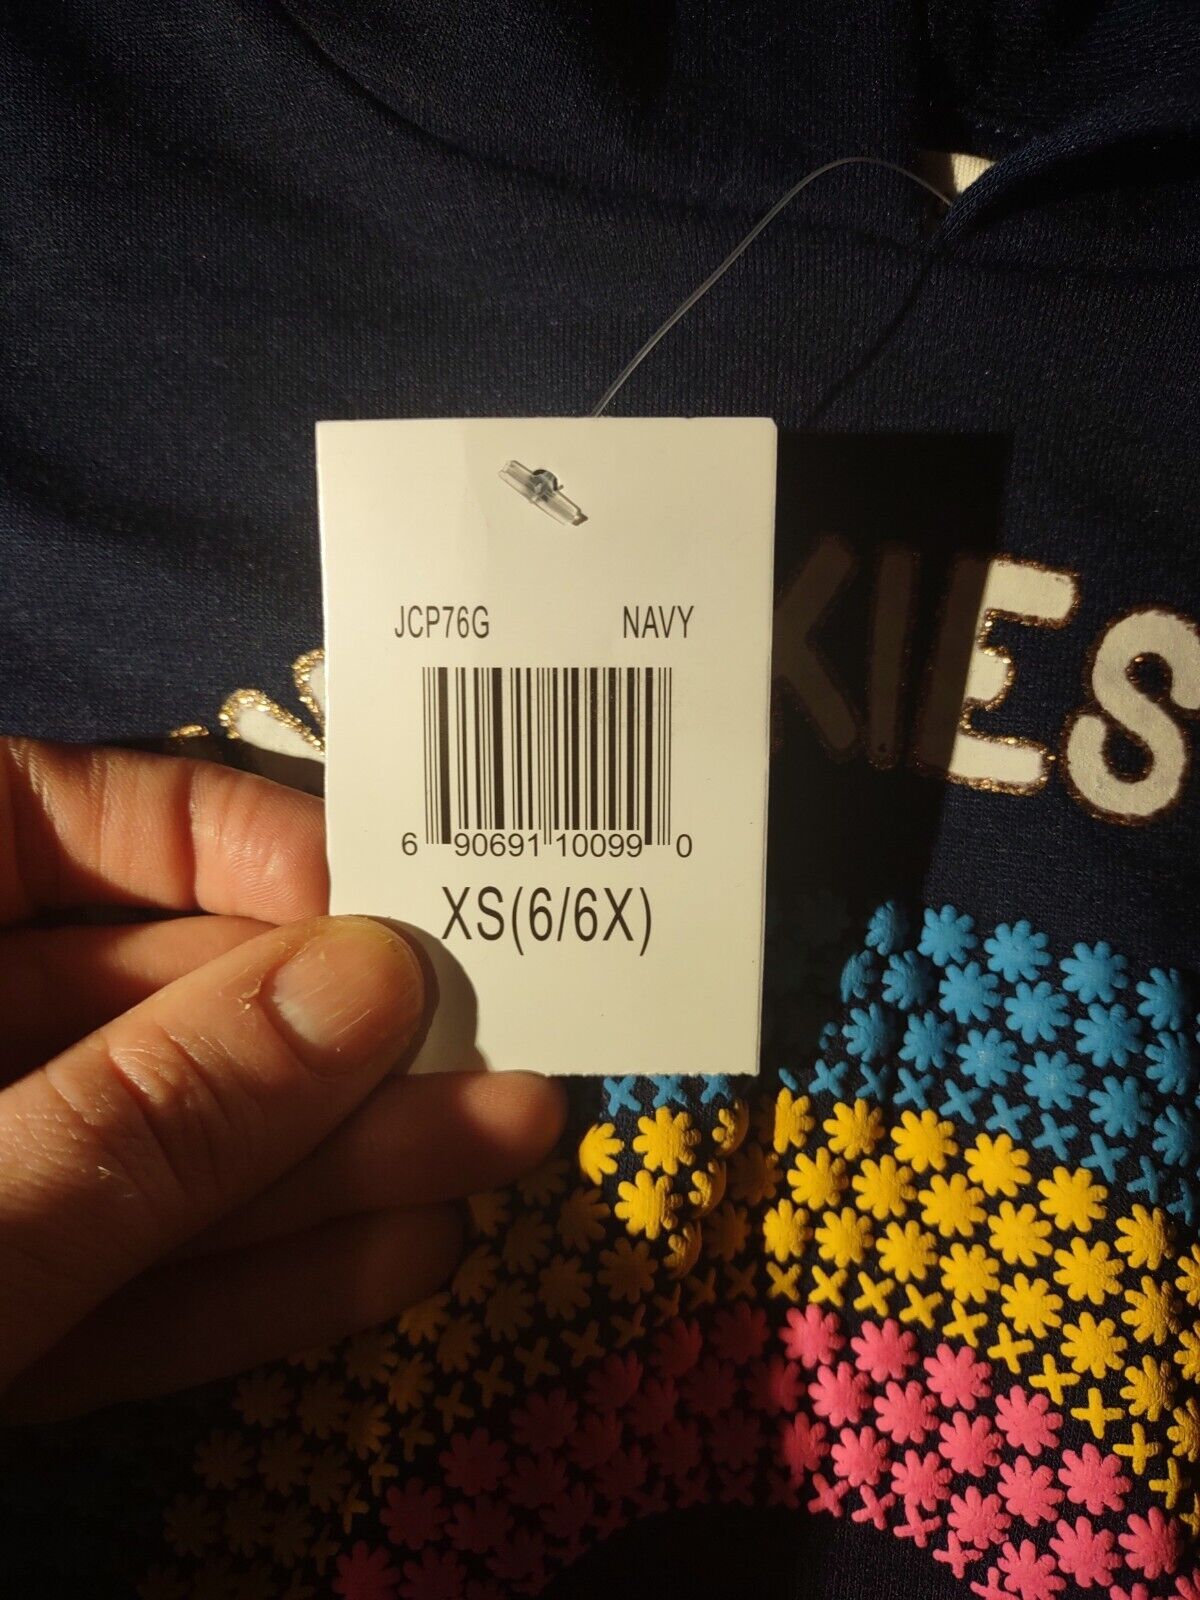 JCP76G NAVY
6 90691 10099 0
XS(6/6X)
KIES